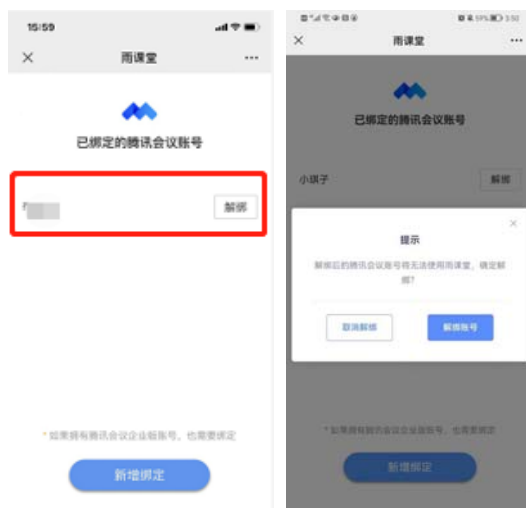 15:59
雨课堂
已绑定的腾讯会议账号
解绑
*如果拥有腾讯会议企业版账号，也需要绑定
新增绑定
59% 3:50
雨课堂
已绑定的腾讯会议账号
小琪子
解绑
提示
解绑后的腾讯会议账号将无法使用雨课堂，确定解
绑？
取消解绑
解绑账号
*如果拥有腾讯会议企业版账号，也需要绑定
新增绑定